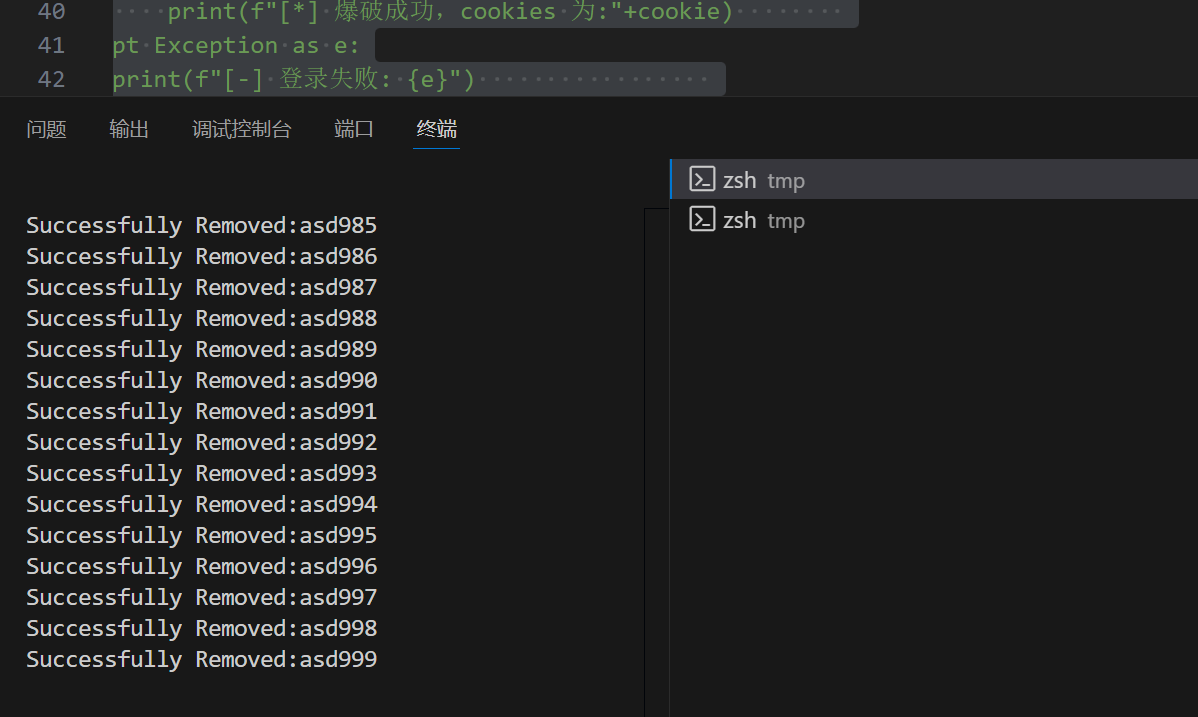 40 print(f"[*] 爆破成功，cookies 为:"+cookie)
41 pt Exception as e:
42 print(f"[-] 登录失败: {e}")
问题 输出 调试控制台 端口 终端
zsh tmp
zsh tmp
Successfully Removed:asd985
Successfully Removed:asd986
Successfully Removed:asd987
Successfully Removed:asd988
Successfully Removed:asd989
Successfully Removed:asd990
Successfully Removed:asd991
Successfully Removed:asd992
Successfully Removed:asd993
Successfully Removed:asd994
Successfully Removed:asd995
Successfully Removed:asd996
Successfully Removed:asd997
Successfully Removed:asd998
Successfully Removed:asd999